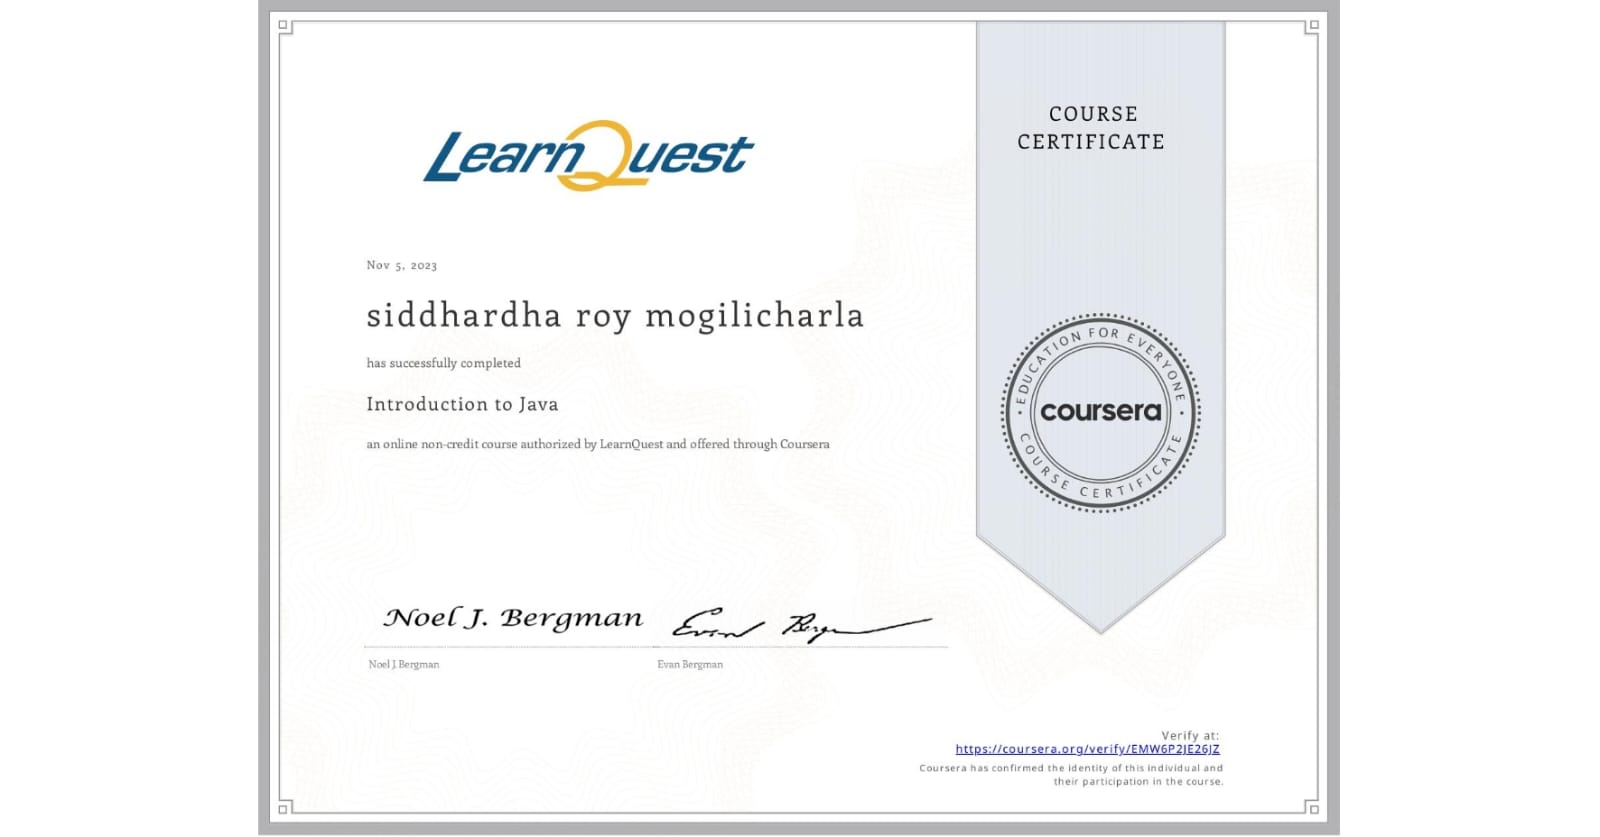 LearnQuest
COURSE
CERTIFICATE
Nov 5, 2023
siddhardha roy mogilicharla
has successfully completed
Introduction to Java
an online non-credit course authorized by LearnQuest and offered through Coursera
EDUCATION FOR EVERYONE
coursera
COURSE CERTIFICATE
Noel J. Bergman
Evan Bergman
Noel J. Bergman
Evan Bergman
Verify at:
https://coursera.org/verify/EMW6P2JE26JZ
Coursera has confirmed the identity of this individual and
their participation in the course.